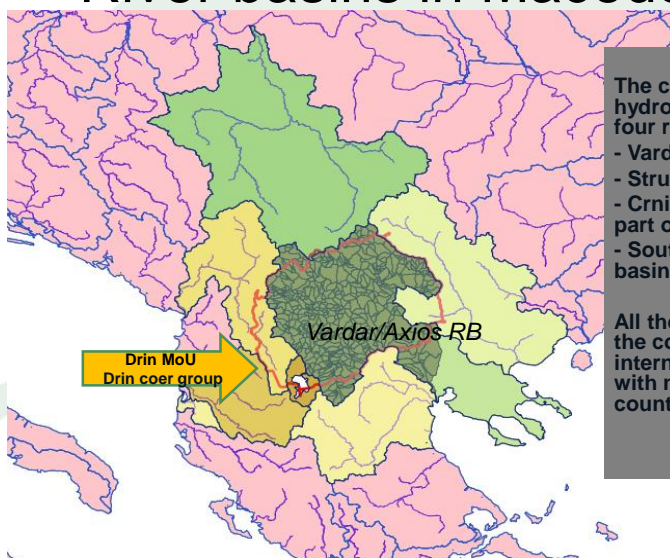 The c
hydro
four r
- Vard
- Stru
- Crni
part o
- Sout
basin
All the
the co
intern
with r
count
Vardar/Axios RB
Drin MoU
Drin coer group